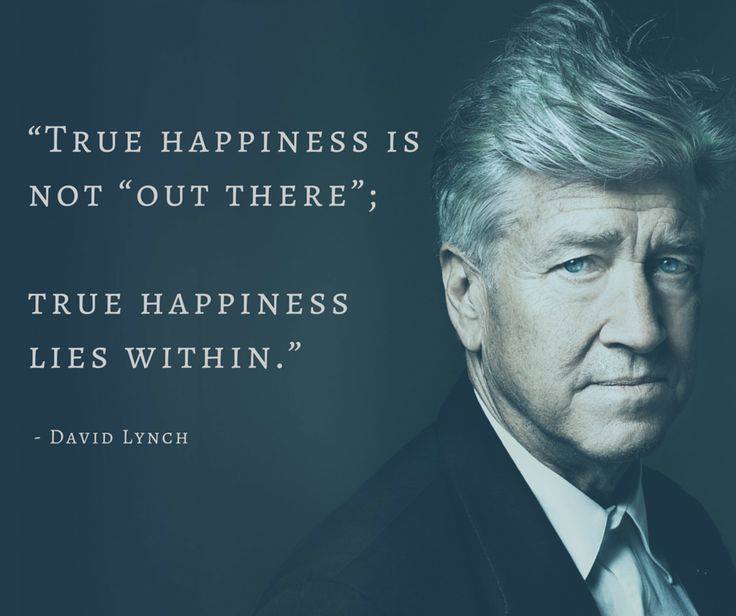 “True happiness is
not “out there”;
true happiness
lies within.”
- David Lynch